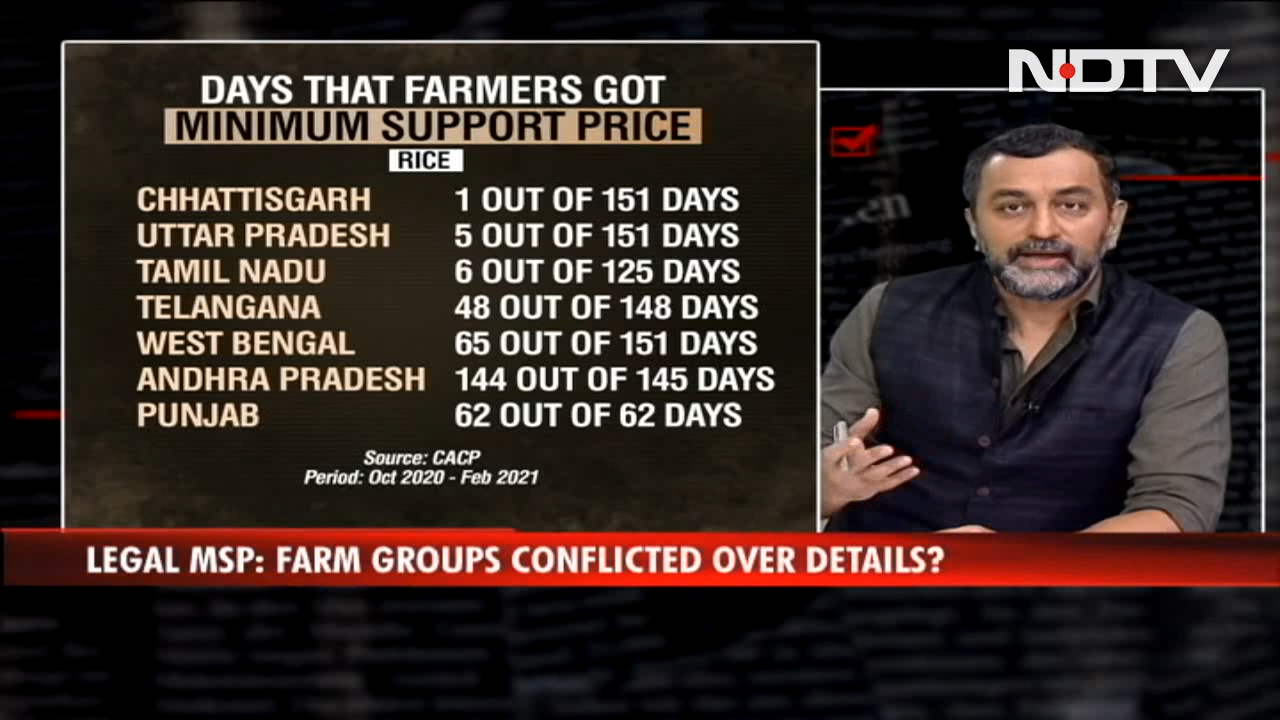 DAYS THAT FARMERS GOT
MINIMUM SUPPORT PRICE
RICE
CHHATTISGARH 1 OUT OF 151 DAYS
UTTAR PRADESH 5 OUT OF 151 DAYS
TAMIL NADU 6 OUT OF 125 DAYS
TELANGANA 48 OUT OF 148 DAYS
WEST BENGAL 65 OUT OF 151 DAYS
ANDHRA PRADESH 144 OUT OF 145 DAYS
PUNJAB 62 OUT OF 62 DAYS
Source: CACP
Period: Oct 2020 - Feb 2021
NDTV
LEGAL MSP: FARM GROUPS CONFLICTED OVER DETAILS?